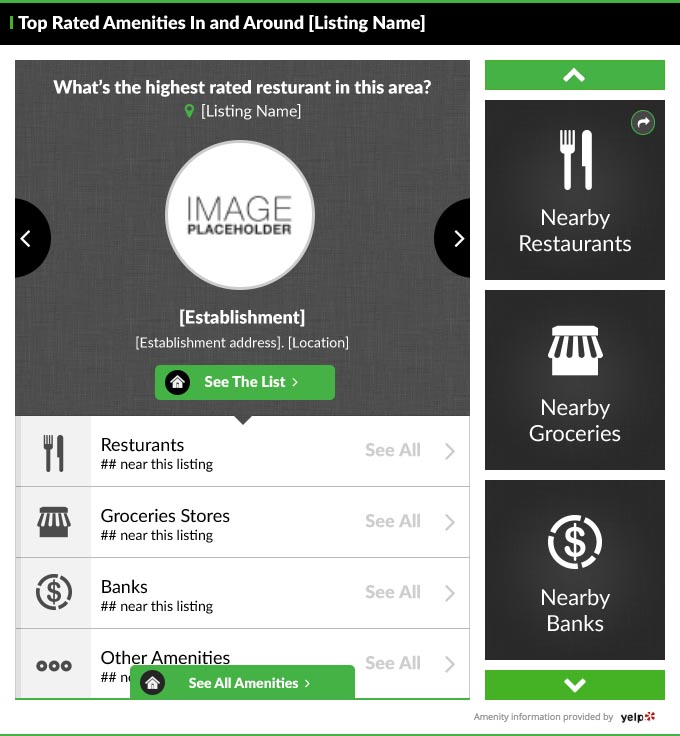 Top Rated Amenities In and Around [Listing Name]
What's the highest rated resturant in this area?
[Listing Name]
IMAGE
PLACEHOLDER
[Establishment]
[Establishment address]. [Location]
See The List >
Resturants
## near this listing
See All
Groceries Stores
## near this listing
See All
Banks
## near this listing
See All
Other Amenities
## n
See All
See All Amenities >
Nearby
Restaurants
Nearby
Groceries
Nearby
Banks
Amenity information provided by yelp